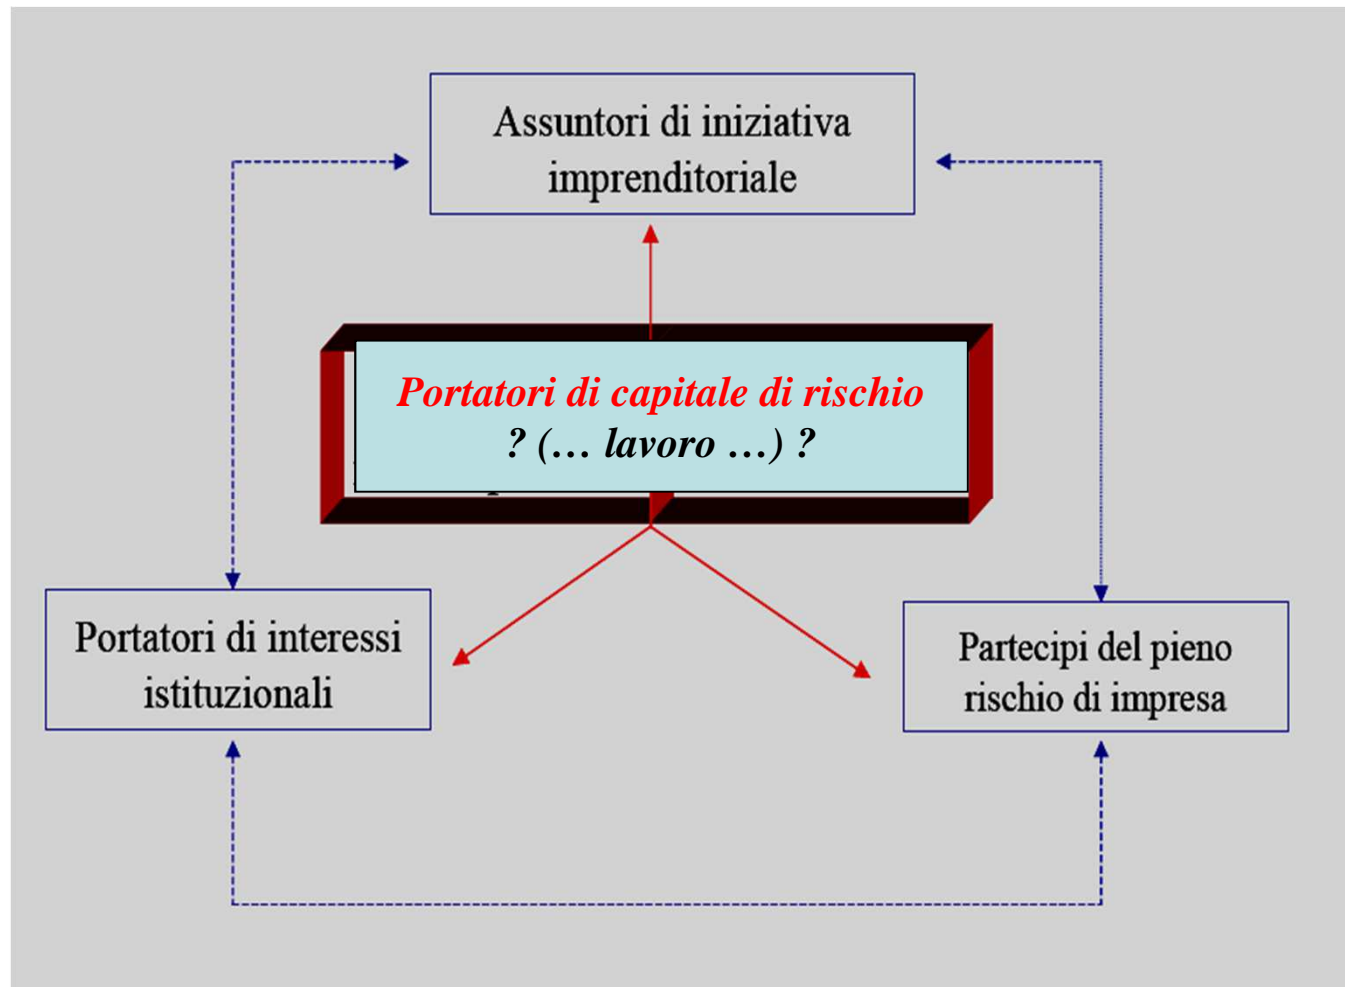 Assuntori di iniziativa
imprenditoriale
Portatori di capitale di rischio
? (... lavoro ...) ?
Portatori di interessi
istituzionali
Partecipi del pieno
rischio di impresa